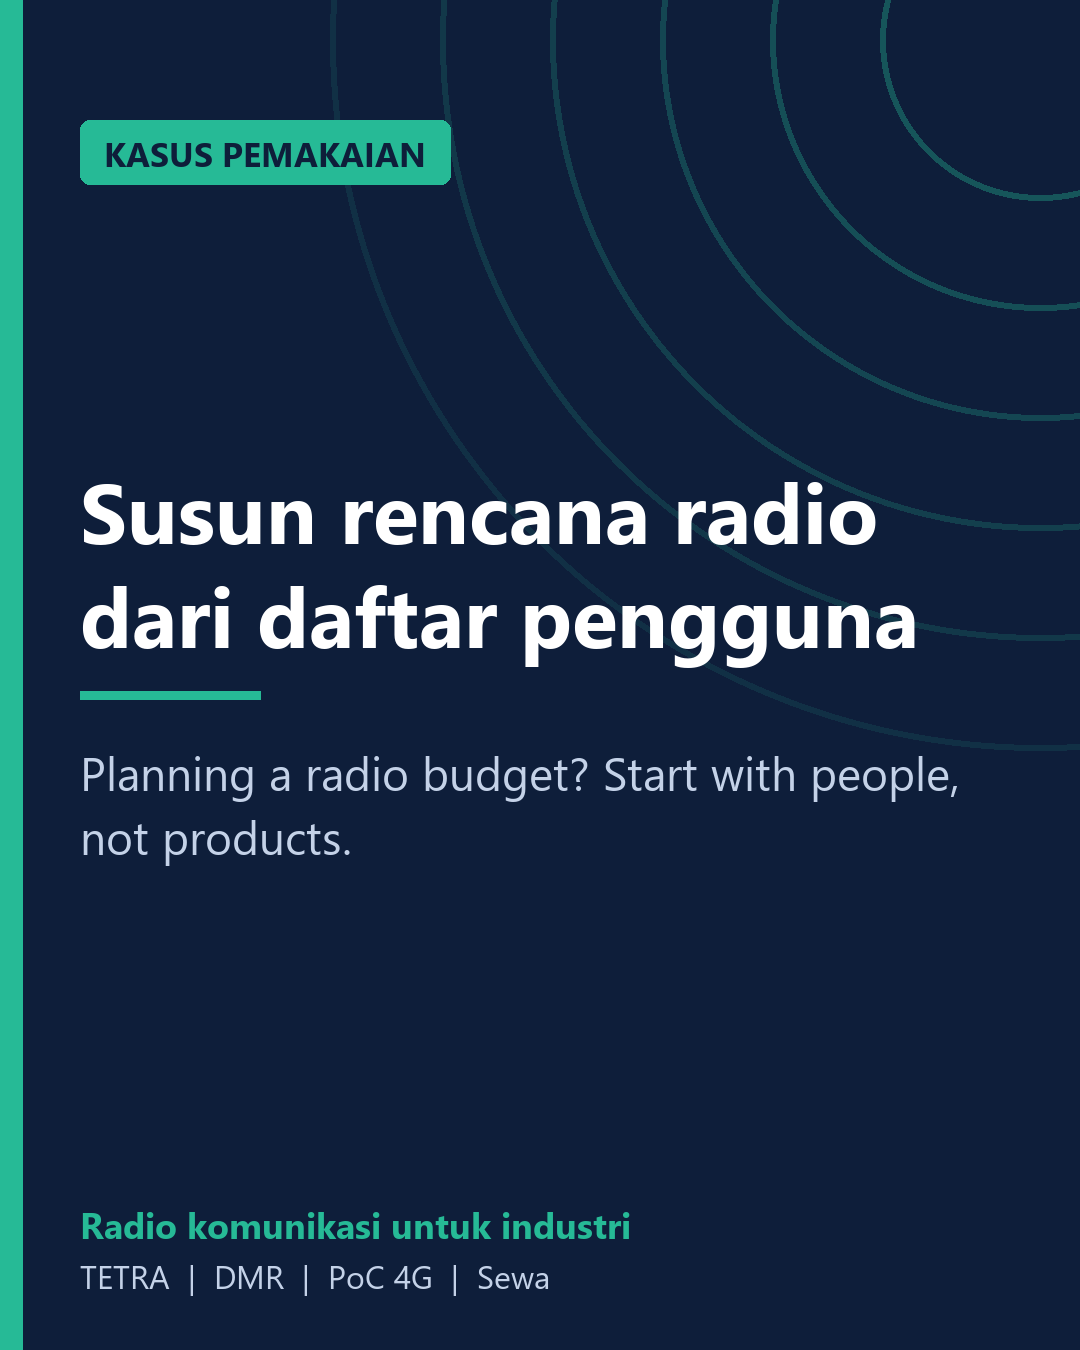 KASUS PEMAKAIAN
Susun rencana radio
dari daftar pengguna
Planning a radio budget? Start with people,
not products.
Radio komunikasi untuk industri
TETRA | DMR | PoC 4G | Sewa